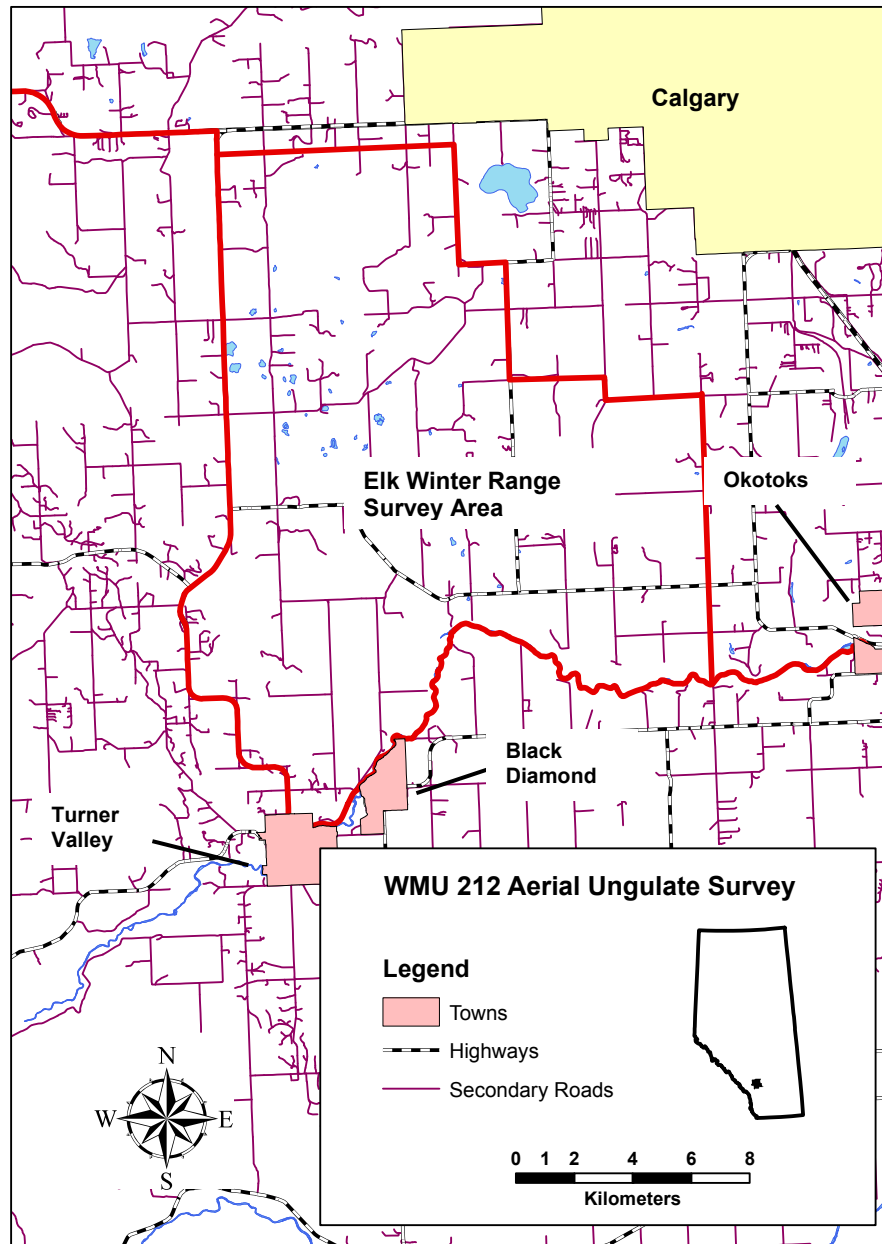 Calgary
Elk Winter Range
Survey Area
Okotoks
Black
Diamond
Turner
Valley
WMU 212 Aerial Ungulate Survey
Legend
Towns
Highways
Secondary Roads
N
W E
S
0 1 2 4 6 8
Kilometers